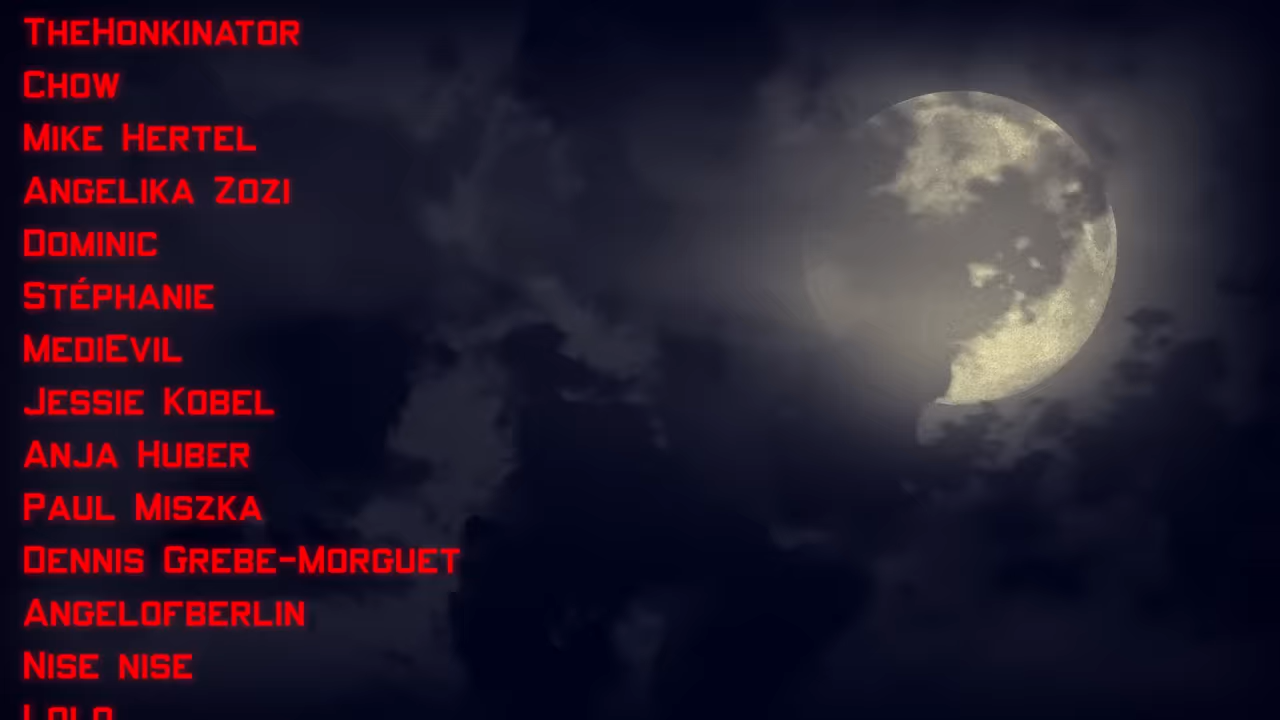 TheHonkinator
Chow
Mike Hertel
Angelika Zozi
Dominic
Stéphanie
MediEvil
Jessie Kobel
Anja Huber
Paul Miszka
Dennis Grebe-Morguet
Angelofberlin
Nise nise